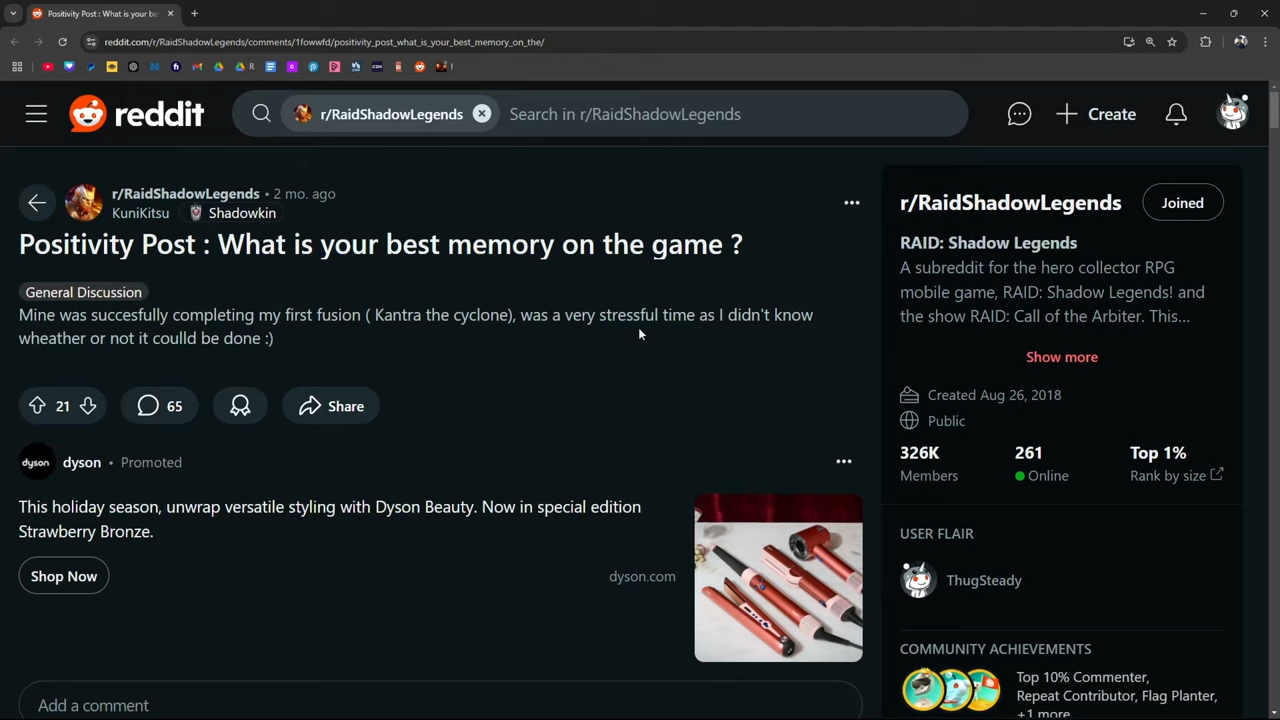 Positivity Post : What is your be
reddit.com/r/RaidShadowLegends/comments/1fowwfd/positivity_post_what_is_your_best_memory_on_the/
R
reddit
r/RaidShadowLegends
Search in r/RaidShadowLegends
Create
r/RaidShadowLegends • 2 mo. ago
KuniKitsu Shadowkin
Positivity Post : What is your best memory on the game ?
General Discussion
Mine was succesfully completing my first fusion ( Kantra the cyclone), was a very stressful time as I didn't know
wheather or not it could be done :)
21
65
Share
dyson
dyson • Promoted
This holiday season, unwrap versatile styling with Dyson Beauty. Now in special edition
Strawberry Bronze.
Shop Now
dyson.com
Add a comment
r/RaidShadowLegends
Joined
RAID: Shadow Legends
A subreddit for the hero collector RPG
mobile game, RAID: Shadow Legends! and
the show RAID: Call of the Arbiter. This...
Show more
Created Aug 26, 2018
Public
326K 261 Top 1%
Members Online Rank by size
USER FLAIR
ThugSteady
COMMUNITY ACHIEVEMENTS
Top 10% Commenter,
Repeat Contributor, Flag Planter,
+1 more